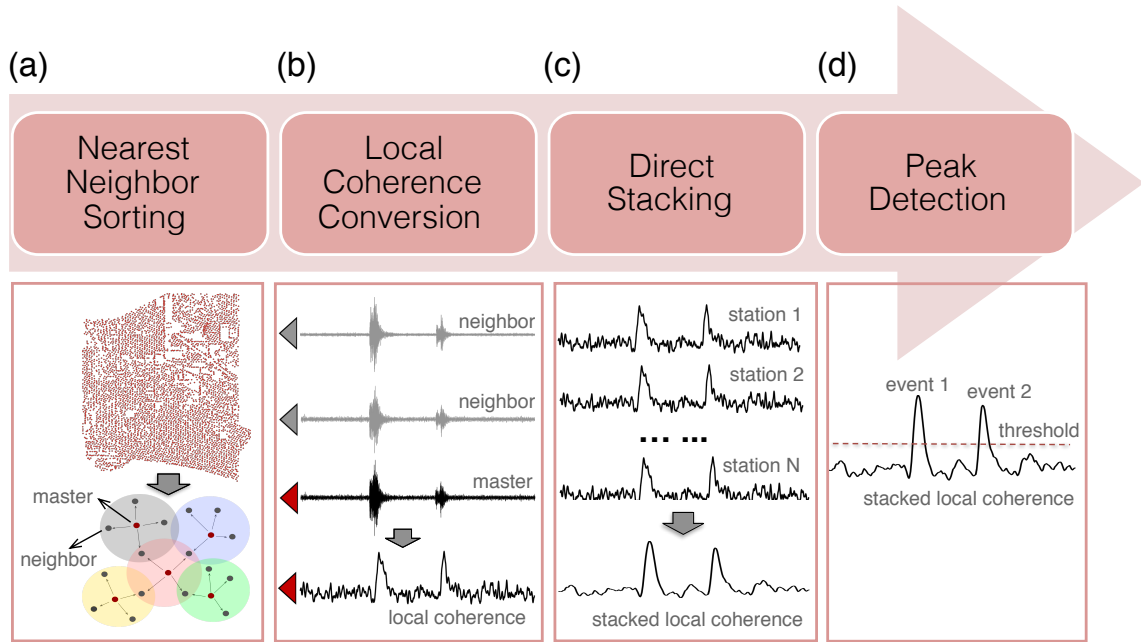 (a)
(b)
(c)
(d)
Nearest
Neighbor
Sorting
Local
Coherence
Conversion
Direct
Stacking
Peak
Detection
master
neighbor
neighbor
neighbor
master
local coherence
station 1
station 2
... ...
station N
stacked local coherence
event 1
event 2
threshold
stacked local coherence